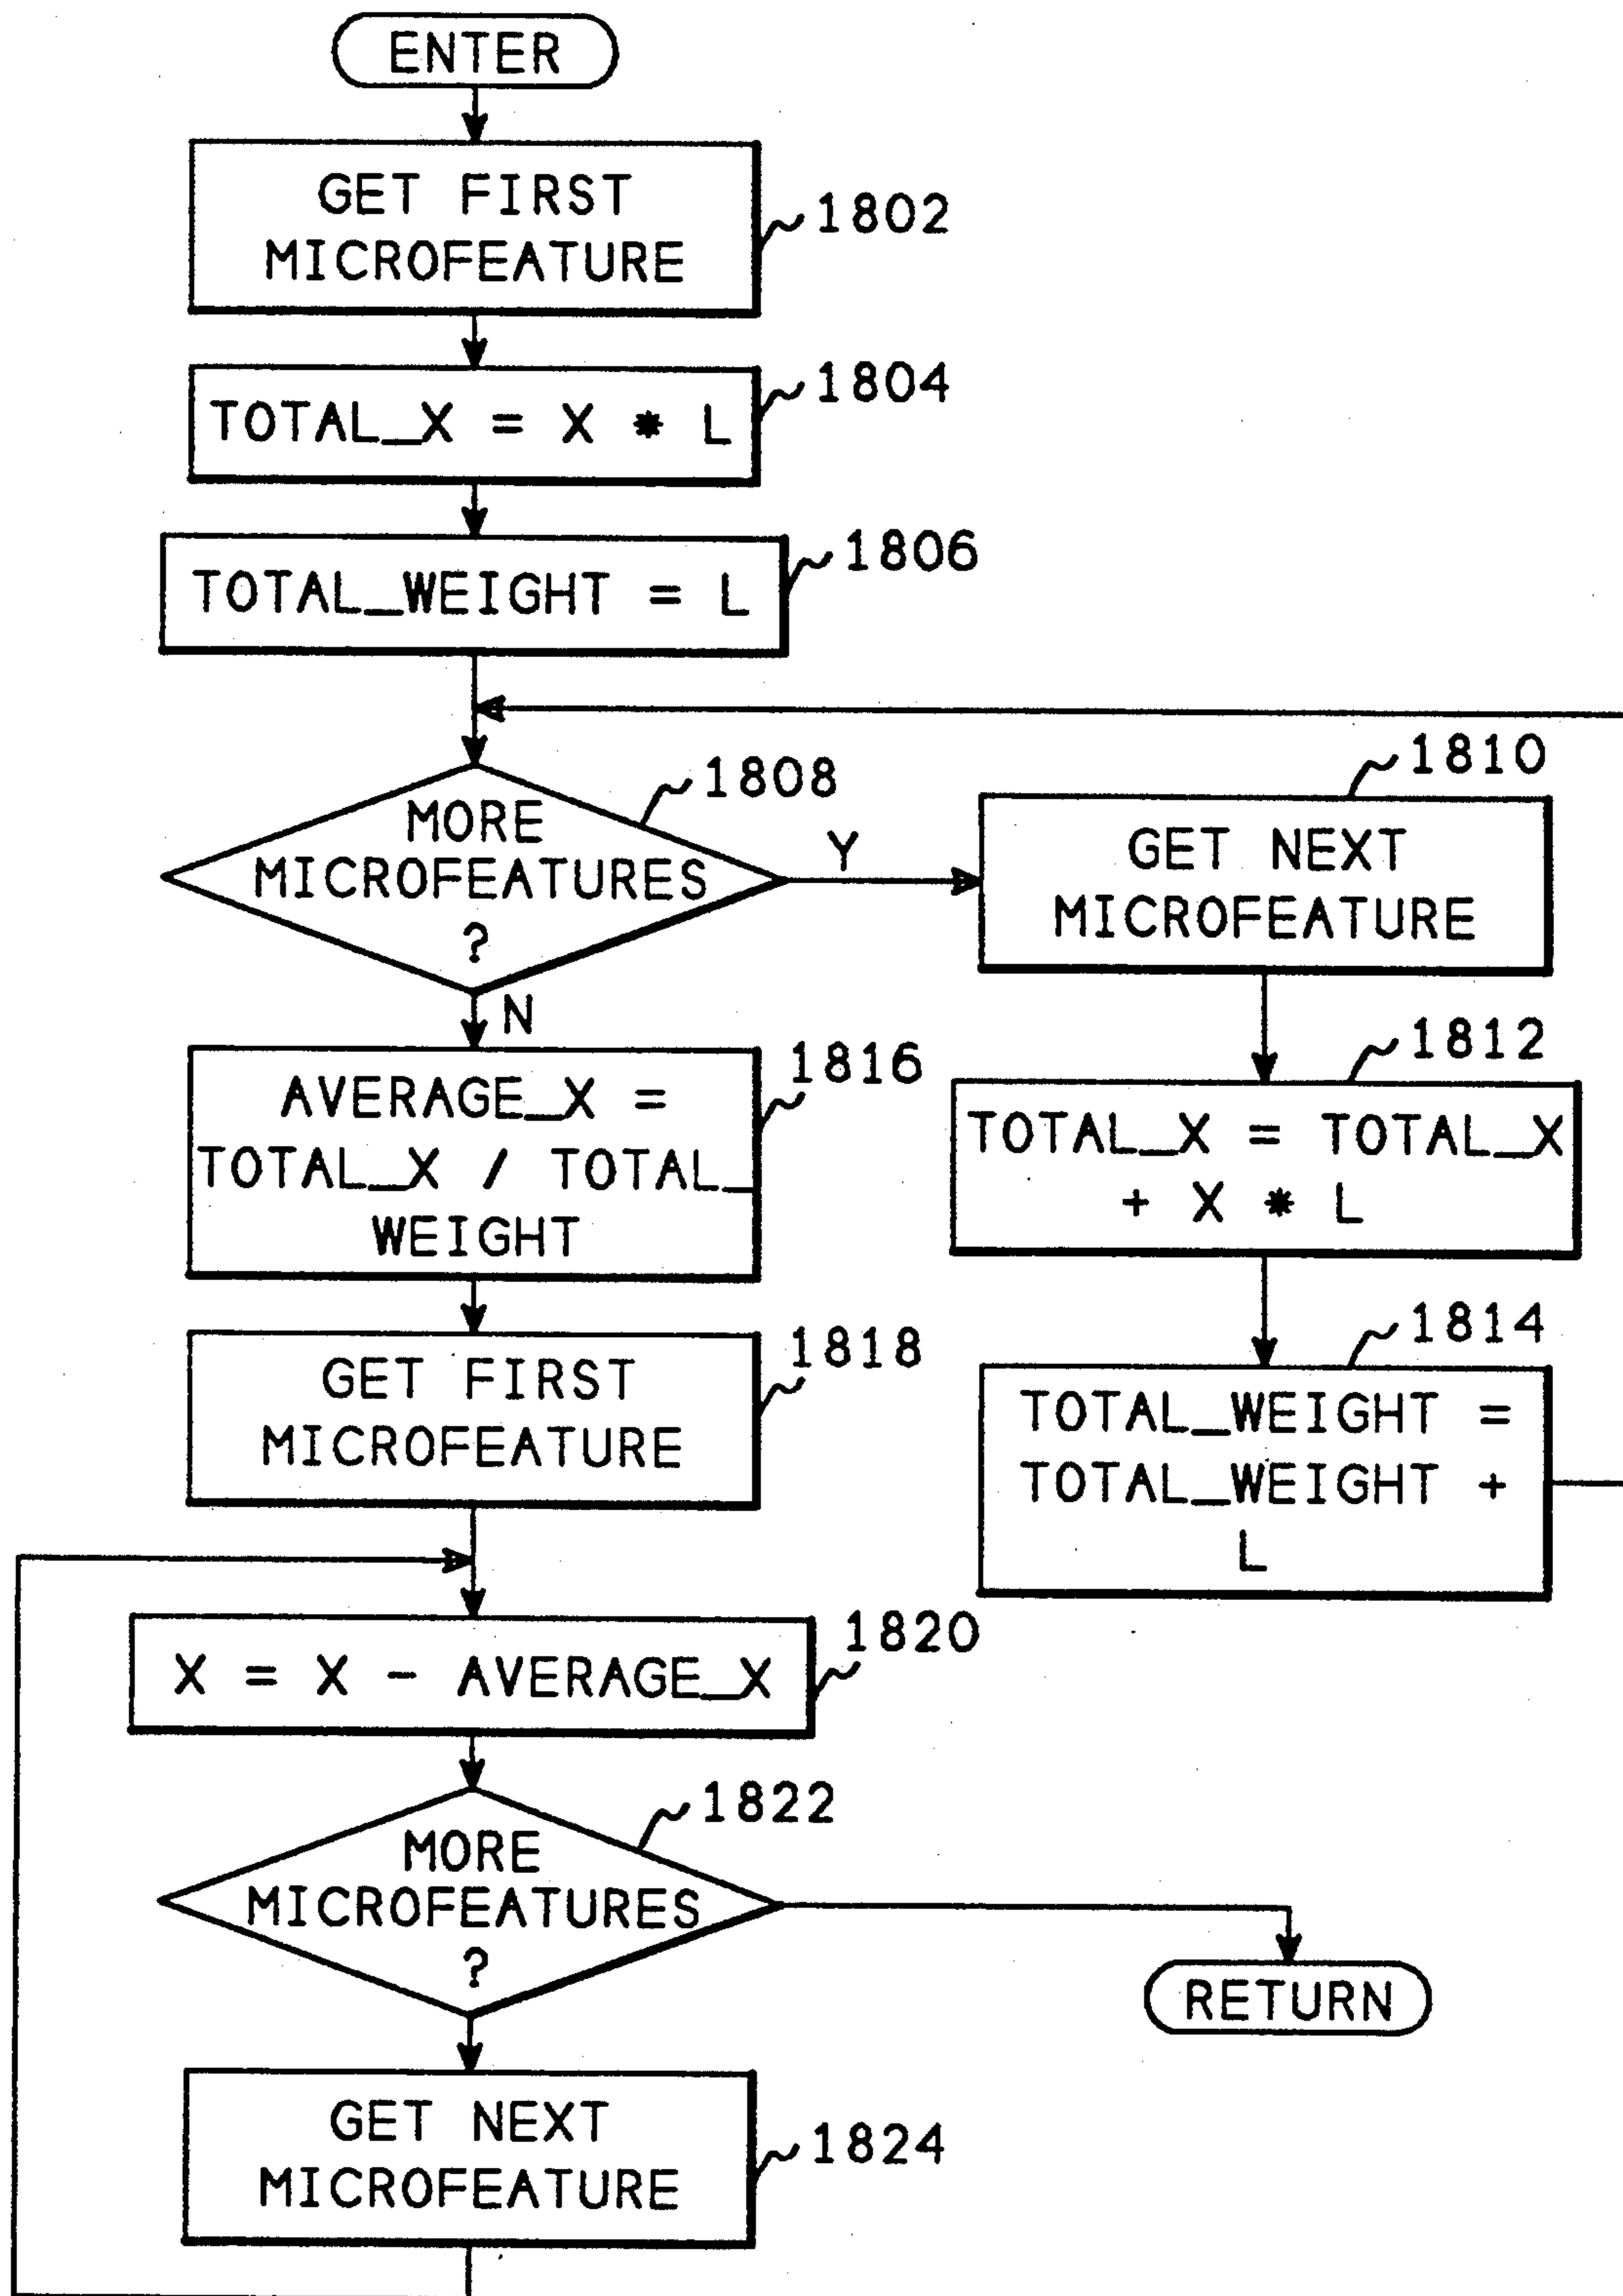 ENTER
GET FIRST
MICROFEATURE
1802
TOTAL_X = X * L
1804
TOTAL_WEIGHT = L
1806
MORE
MICROFEATURES
?
1808
Y
N
GET NEXT
MICROFEATURE
1810
TOTAL_X = TOTAL_X
+ X * L
1812
TOTAL_WEIGHT =
TOTAL_WEIGHT +
L
1814
AVERAGE_X =
TOTAL_X / TOTAL_
WEIGHT
1816
GET FIRST
MICROFEATURE
1818
X = X - AVERAGE_X
1820
MORE
MICROFEATURES
?
1822
RETURN
GET NEXT
MICROFEATURE
1824